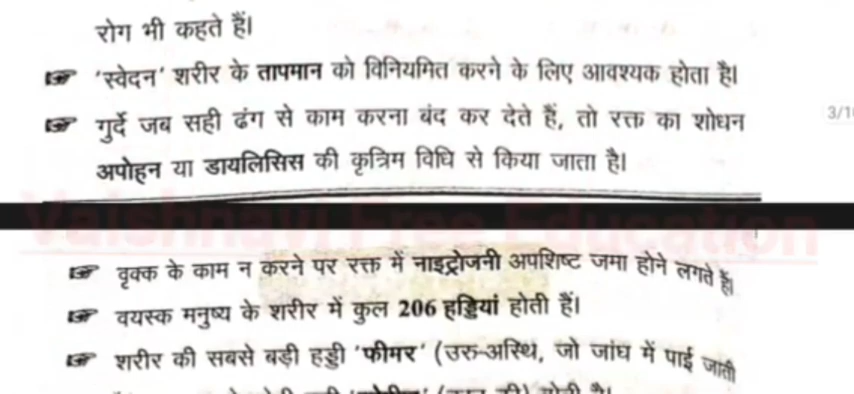 रोग भी कहते हैं।
☞ 'स्वेदन' शरीर के तापमान को विनियमित करने के लिए आवश्यक होता है।
☞ गुर्दे जब सही ढंग से काम करना बंद कर देते हैं, तो रक्त का शोधन
अपोहन या डायलिसिस की कृत्रिम विधि से किया जाता है।
3/1
Vaishnavi Free Education
☞ वृक्क के काम न करने पर रक्त में नाइट्रोजनी अपशिष्ट जमा होने लगते हैं।
☞ वयस्क मनुष्य के शरीर में कुल 206 हड्डियां होती हैं।
☞ शरीर की सबसे बड़ी हड्डी 'फीमर' (उरु-अस्थि, जो जांघ में पाई जाती